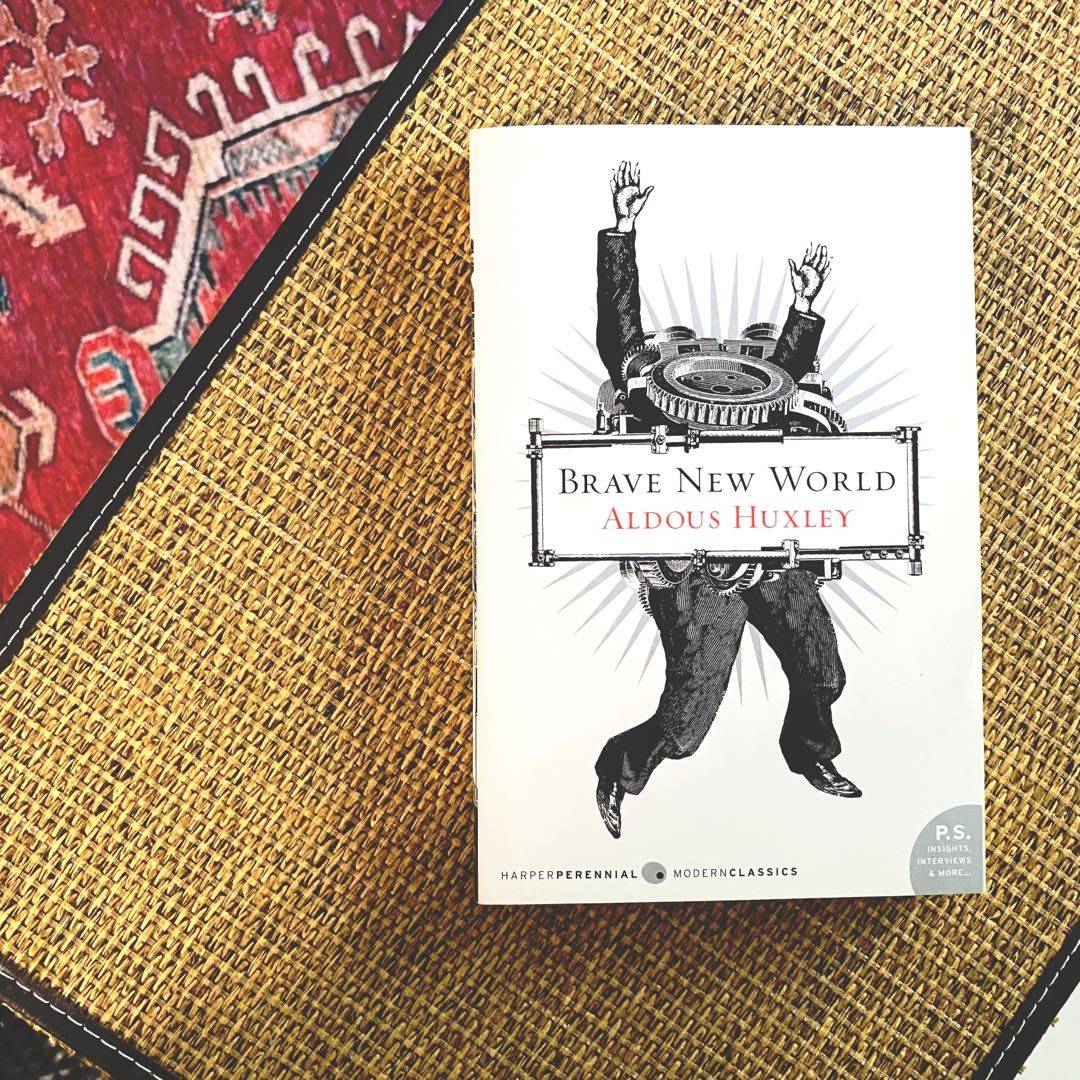 BRAVE NEW WORLD
ALDOUS HUXLEY
P.S.
INSIGHTS,
INTERVIEWS
& MORE...
HARPERPERENNIAL MODERNCLASSICS